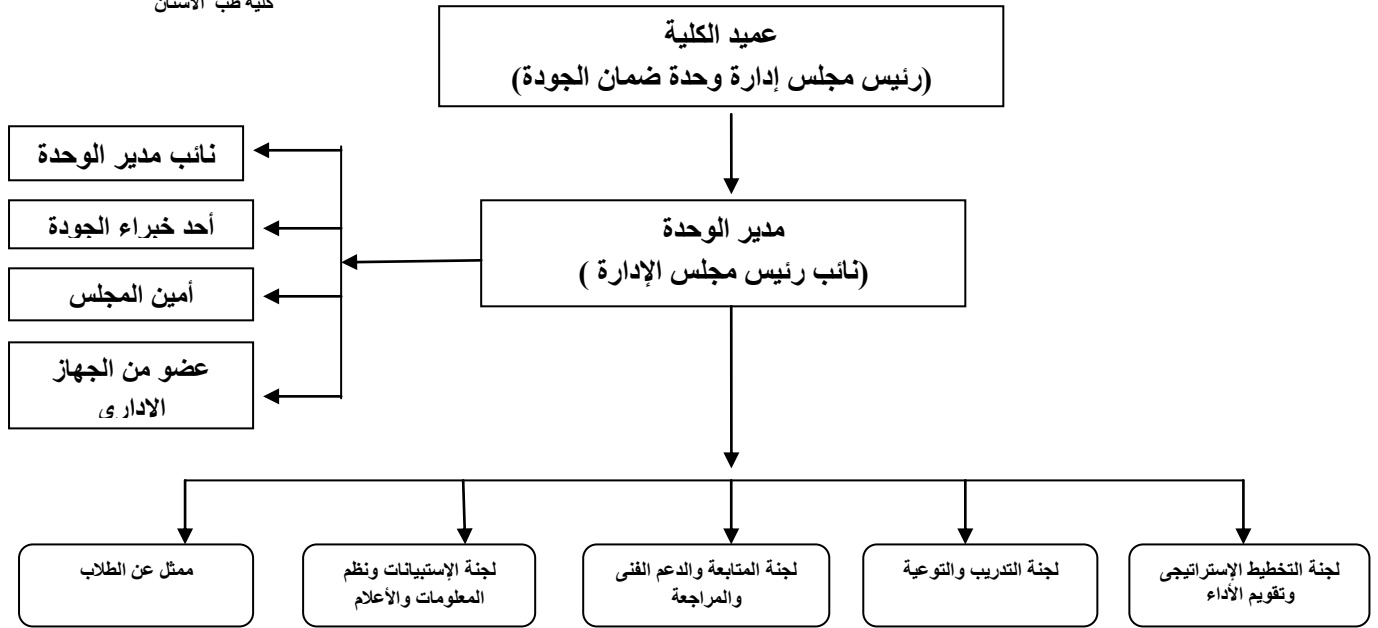 كلية طب الاسنان
عميد الكلية
(رئيس مجلس إدارة وحدة ضمان الجودة)
نائب مدير الوحدة
أحد خبراء الجودة
أمين المجلس
عضو من الجهاز
الادارى
مدير الوحدة
(نائب رئيس مجلس الإدارة )
لجنة التخطيط الإستراتيجى
وتقويم الأداء
لجنة التدريب والتوعية
لجنة المتابعة والدعم الفنى
والمراجعة
لجنة الإستبيانات ونظم
المعلومات والأعلام
ممثل عن الطلاب